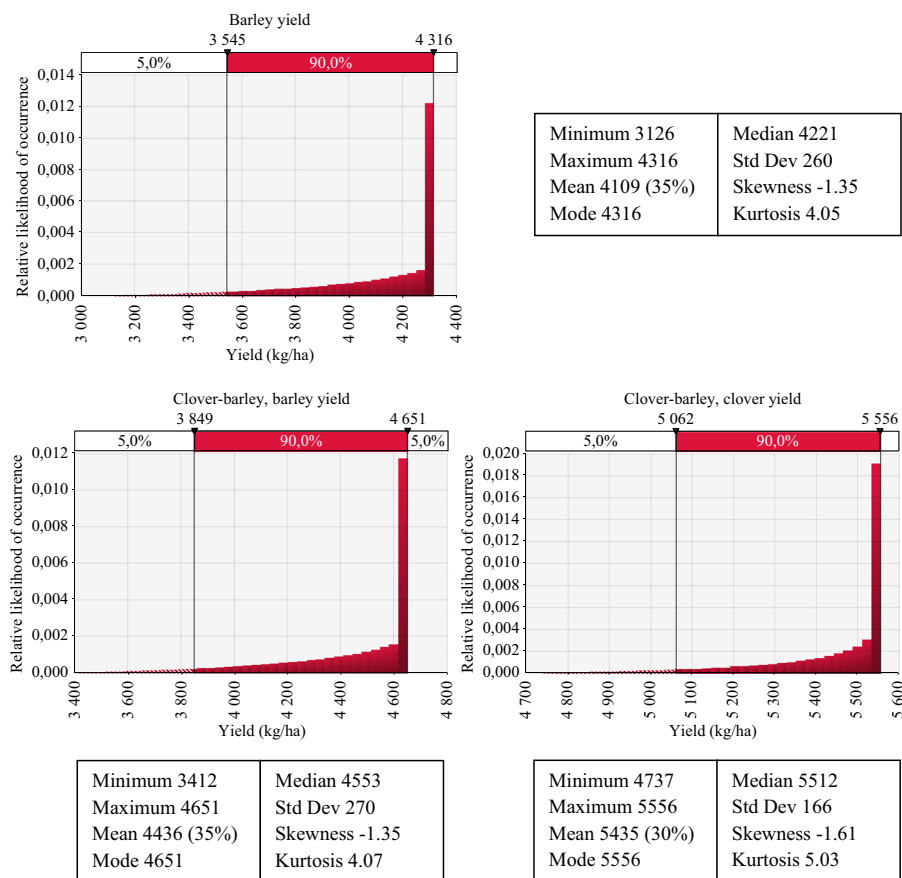 Barley yield
3 545 4 316
5,0% 90,0%
Relative likelihood of occurrence
0,014
0,012
0,010
0,008
0,006
0,004
0,002
0,000
3 000 3 200 3 400 3 600 3 800 4 000 4 200 4 400
Yield (kg/ha)
Minimum 3126 Median 4221
Maximum 4316 Std Dev 260
Mean 4109 (35%) Skewness -1.35
Mode 4316 Kurtosis 4.05
Clover-barley, barley yield
3 849 4 651
5,0% 90,0% 5,0%
Relative likelihood of occurrence
0,012
0,010
0,008
0,006
0,004
0,002
0,000
3 400 3 600 3 800 4 000 4 200 4 400 4 600 4 800
Yield (kg/ha)
Minimum 3412 Median 4553
Maximum 4651 Std Dev 270
Mean 4436 (35%) Skewness -1.35
Mode 4651 Kurtosis 4.07
Clover-barley, clover yield
5 062 5 556
5,0% 90,0%
Relative likelihood of occurrence
0,020
0,018
0,016
0,014
0,012
0,010
0,008
0,006
0,004
0,002
0,000
4 700 4 800 4 900 5 000 5 100 5 200 5 300 5 400 5 500 5 600
Yield (kg/ha)
Minimum 4737 Median 5512
Maximum 5556 Std Dev 166
Mean 5435 (30%) Skewness -1.61
Mode 5556 Kurtosis 5.03